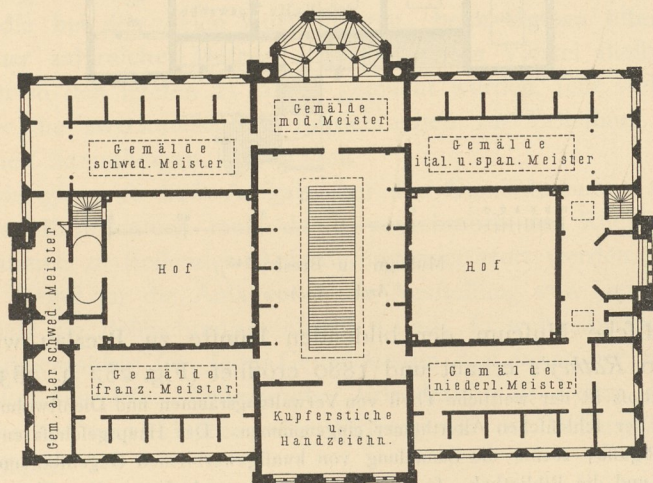 Gemälde
mod. Meister
Gemälde
schwed. Meister
Gemälde
ital. u. span. Meister
Gem. alter schwed. Meister
Hof
Hof
Gemälde
franz. Meister
Gemälde
niederl. Meister
Kupferstiche
u.
Handzeichn.